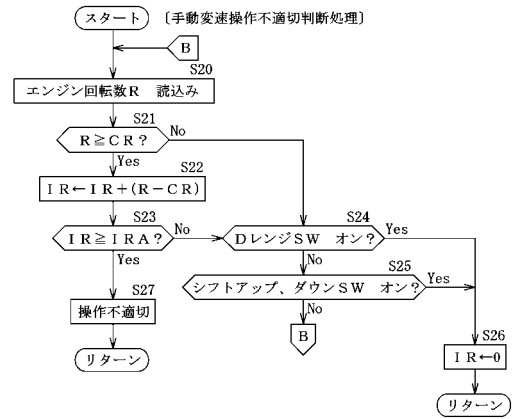 スタート 〔手動変速操作不適切判断処理〕
B
S20
エンジン回転数R 読込み
S21
R≧CR? No
Yes
S22
IR←IR+(R-CR)
S23
IR≧IRA? No
Yes
S24
DレンジSW オン? Yes
No
S25
シフトアップ、ダウンSW オン? Yes
No
S27
操作不適切
B
S26
IR←0
リターン
リターン